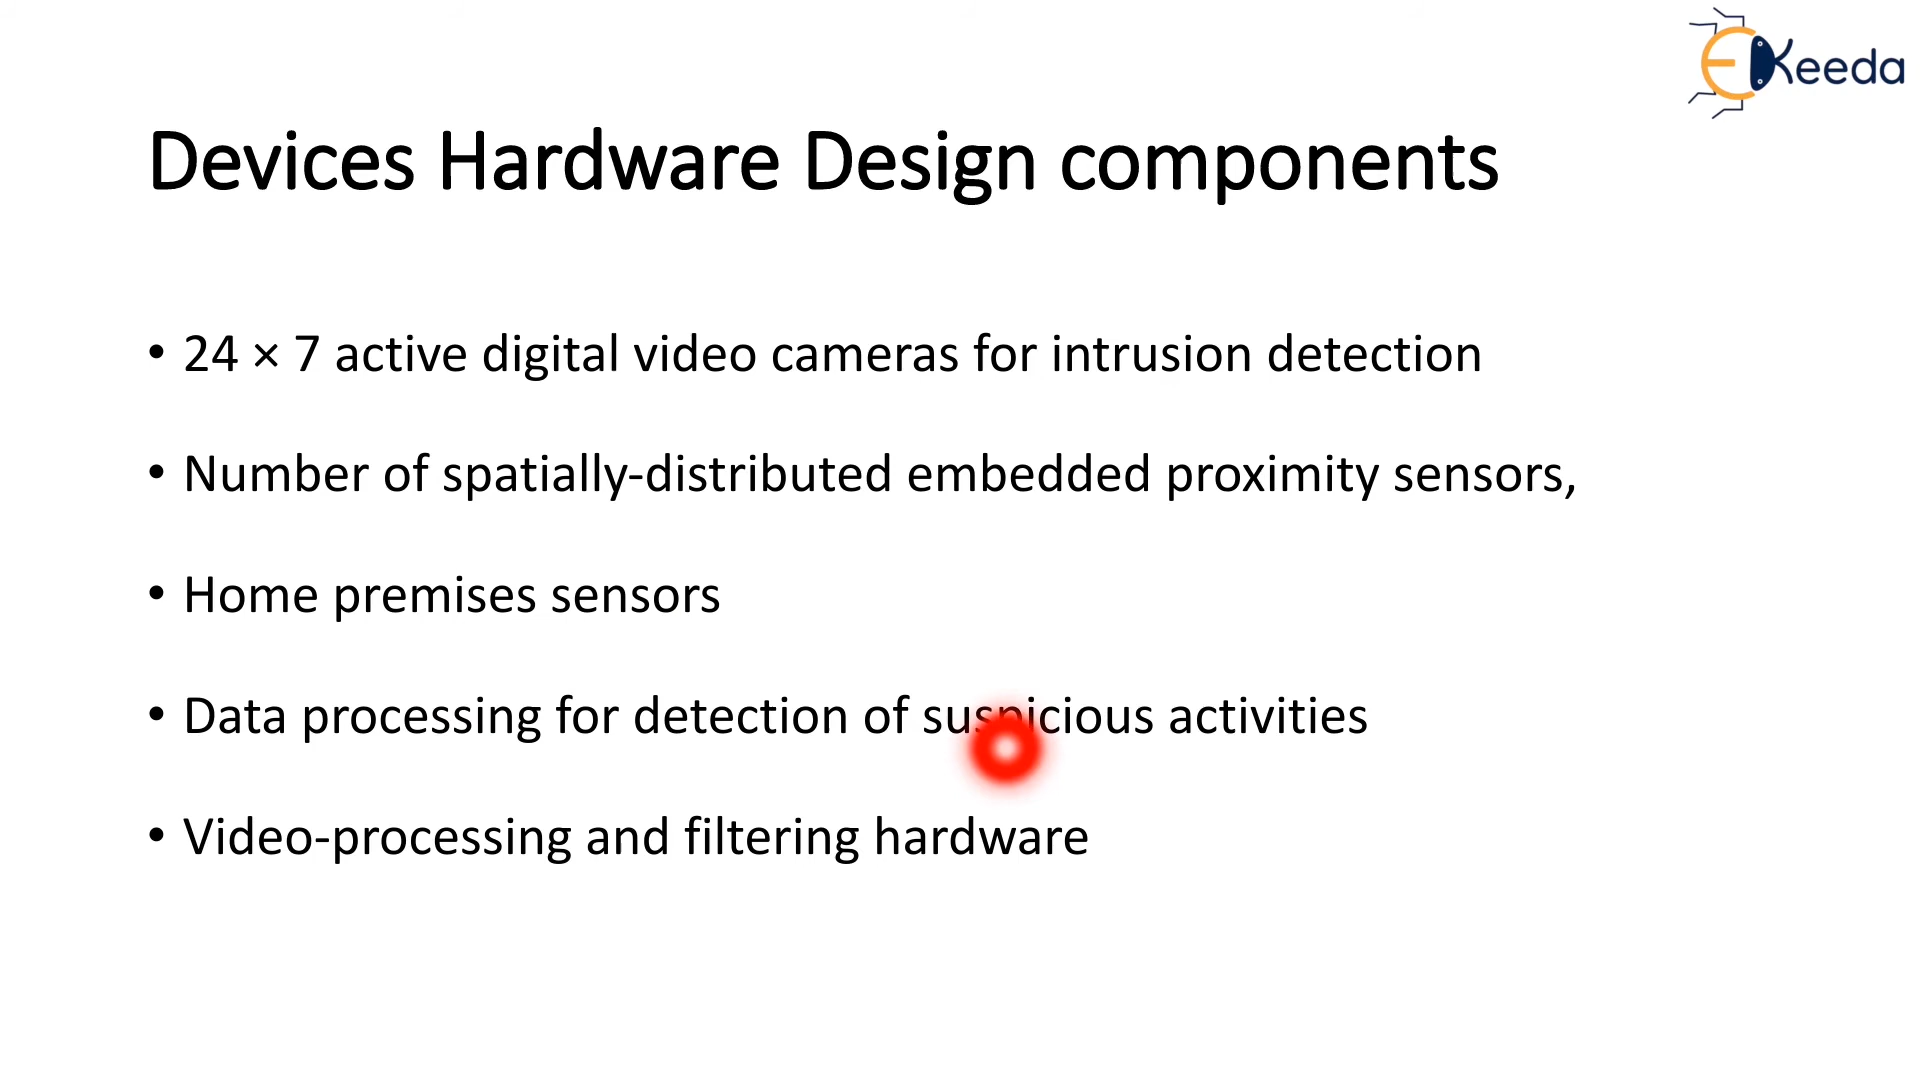 EKeeda
Devices Hardware Design components
• 24 × 7 active digital video cameras for intrusion detection
• Number of spatially-distributed embedded proximity sensors,
• Home premises sensors
• Data processing for detection of suspicious activities
• Video-processing and filtering hardware